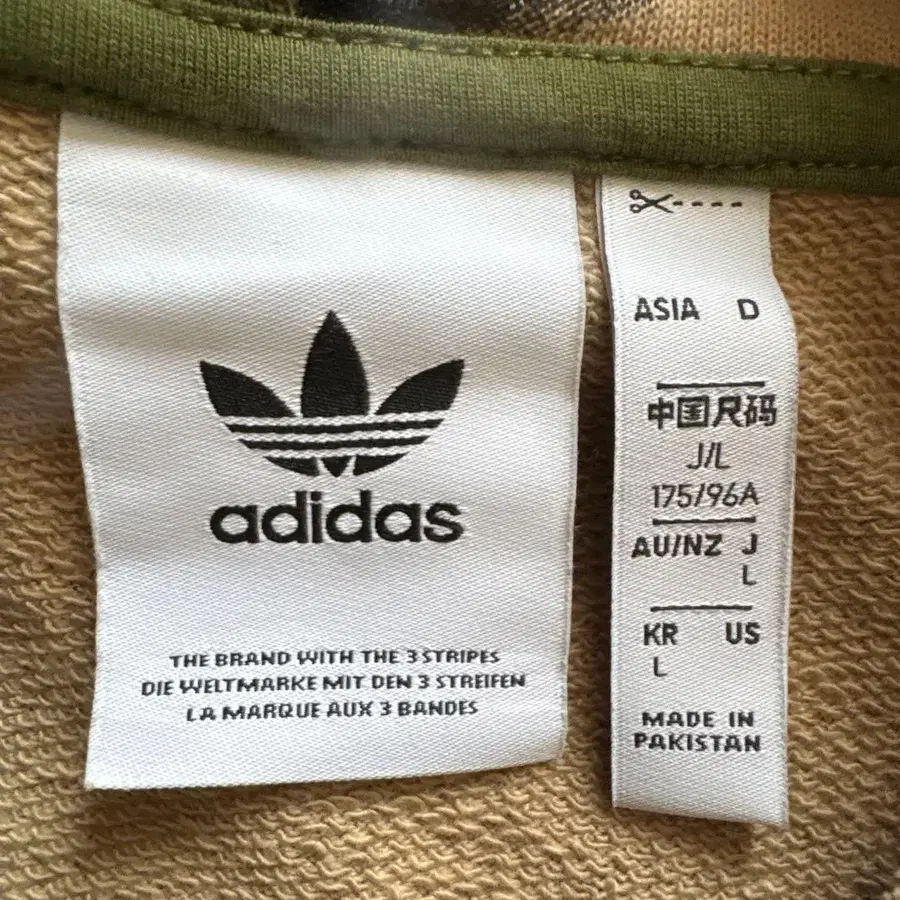 adidas
THE BRAND WITH THE 3 STRIPES
DIE WELTMARKE MIT DEN 3 STREIFEN
LA MARQUE AUX 3 BANDES
ASIA D
中国尺码
J/L
175/96A
AU/NZ J
L
KR US
L
MADE IN
PAKISTAN